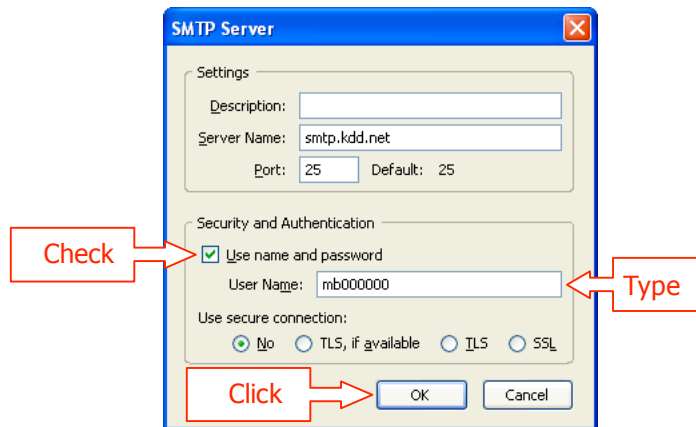 SMTP Server
Settings
Description:
Server Name: smtp.kdd.net
Port: 25 Default: 25
Security and Authentication
Check
Use name and password
User Name: mb000000
Type
Use secure connection:
No TLS, if available TLS SSL
Click
OK Cancel